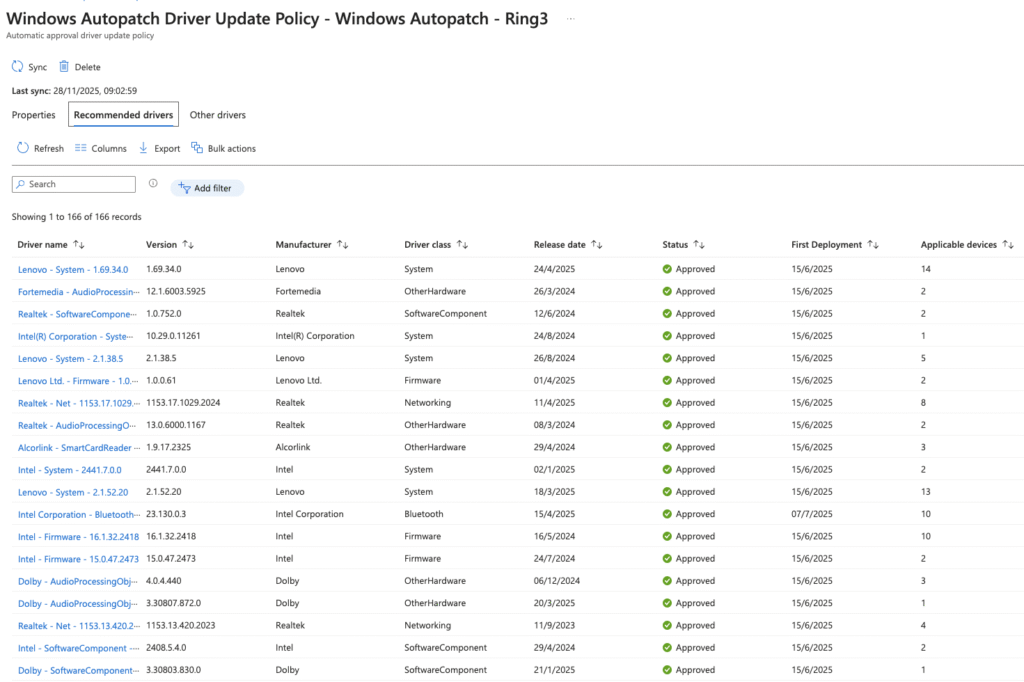 Windows Autopatch Driver Update Policy - Windows Autopatch - Ring3 ...
Automatic approval driver update policy
Sync Delete
Last sync: 28/11/2025, 09:02:59
Properties Recommended drivers Other drivers
Refresh Columns Export Bulk actions
Search Add filter
Showing 1 to 166 of 166 records
Driver name Version Manufacturer Driver class Release date Status First Deployment Applicable devices
Lenovo - System - 1.69.34.0 1.69.34.0 Lenovo System 24/4/2025 Approved 15/6/2025 14
Fortemedia - AudioProcessin... 12.1.6003.5925 Fortemedia OtherHardware 26/3/2024 Approved 15/6/2025 2
Realtek - SoftwareCompone... 1.0.752.0 Realtek SoftwareComponent 12/6/2024 Approved 15/6/2025 2
Intel(R) Corporation - Syste... 10.29.0.11261 Intel(R) Corporation System 24/8/2024 Approved 15/6/2025 1
Lenovo - System - 2.1.38.5 2.1.38.5 Lenovo System 26/8/2024 Approved 15/6/2025 5
Lenovo Ltd. - Firmware - 1.0.... 1.0.0.61 Lenovo Ltd. Firmware 01/4/2025 Approved 15/6/2025 2
Realtek - Net - 1153.17.1029.... 1153.17.1029.2024 Realtek Networking 11/4/2025 Approved 15/6/2025 8
Realtek - AudioProcessingO... 13.0.6000.1167 Realtek OtherHardware 08/3/2024 Approved 15/6/2025 2
Alcorlink - SmartCardReader ... 1.9.17.2325 Alcorlink OtherHardware 29/4/2024 Approved 15/6/2025 3
Intel - System - 2441.7.0.0 2441.7.0.0 Intel System 02/1/2025 Approved 15/6/2025 2
Lenovo - System - 2.1.52.20 2.1.52.20 Lenovo System 18/3/2025 Approved 15/6/2025 13
Intel Corporation - Bluetooth... 23.130.0.3 Intel Corporation Bluetooth 15/4/2025 Approved 07/7/2025 10
Intel - Firmware - 16.1.32.2418 16.1.32.2418 Intel Firmware 16/5/2024 Approved 15/6/2025 10
Intel - Firmware - 15.0.47.2473 15.0.47.2473 Intel Firmware 24/7/2024 Approved 15/6/2025 2
Dolby - AudioProcessingObj... 4.0.4.440 Dolby OtherHardware 06/12/2024 Approved 15/6/2025 3
Dolby - AudioProcessingObj... 3.30807.872.0 Dolby OtherHardware 20/3/2025 Approved 15/6/2025 1
Realtek - Net - 1153.13.420.2... 1153.13.420.2023 Realtek Networking 11/9/2023 Approved 15/6/2025 4
Intel - SoftwareComponent -... 2408.5.4.0 Intel SoftwareComponent 29/4/2024 Approved 15/6/2025 2
Dolby - SoftwareComponent... 3.30803.830.0 Dolby SoftwareComponent 21/1/2025 Approved 15/6/2025 1